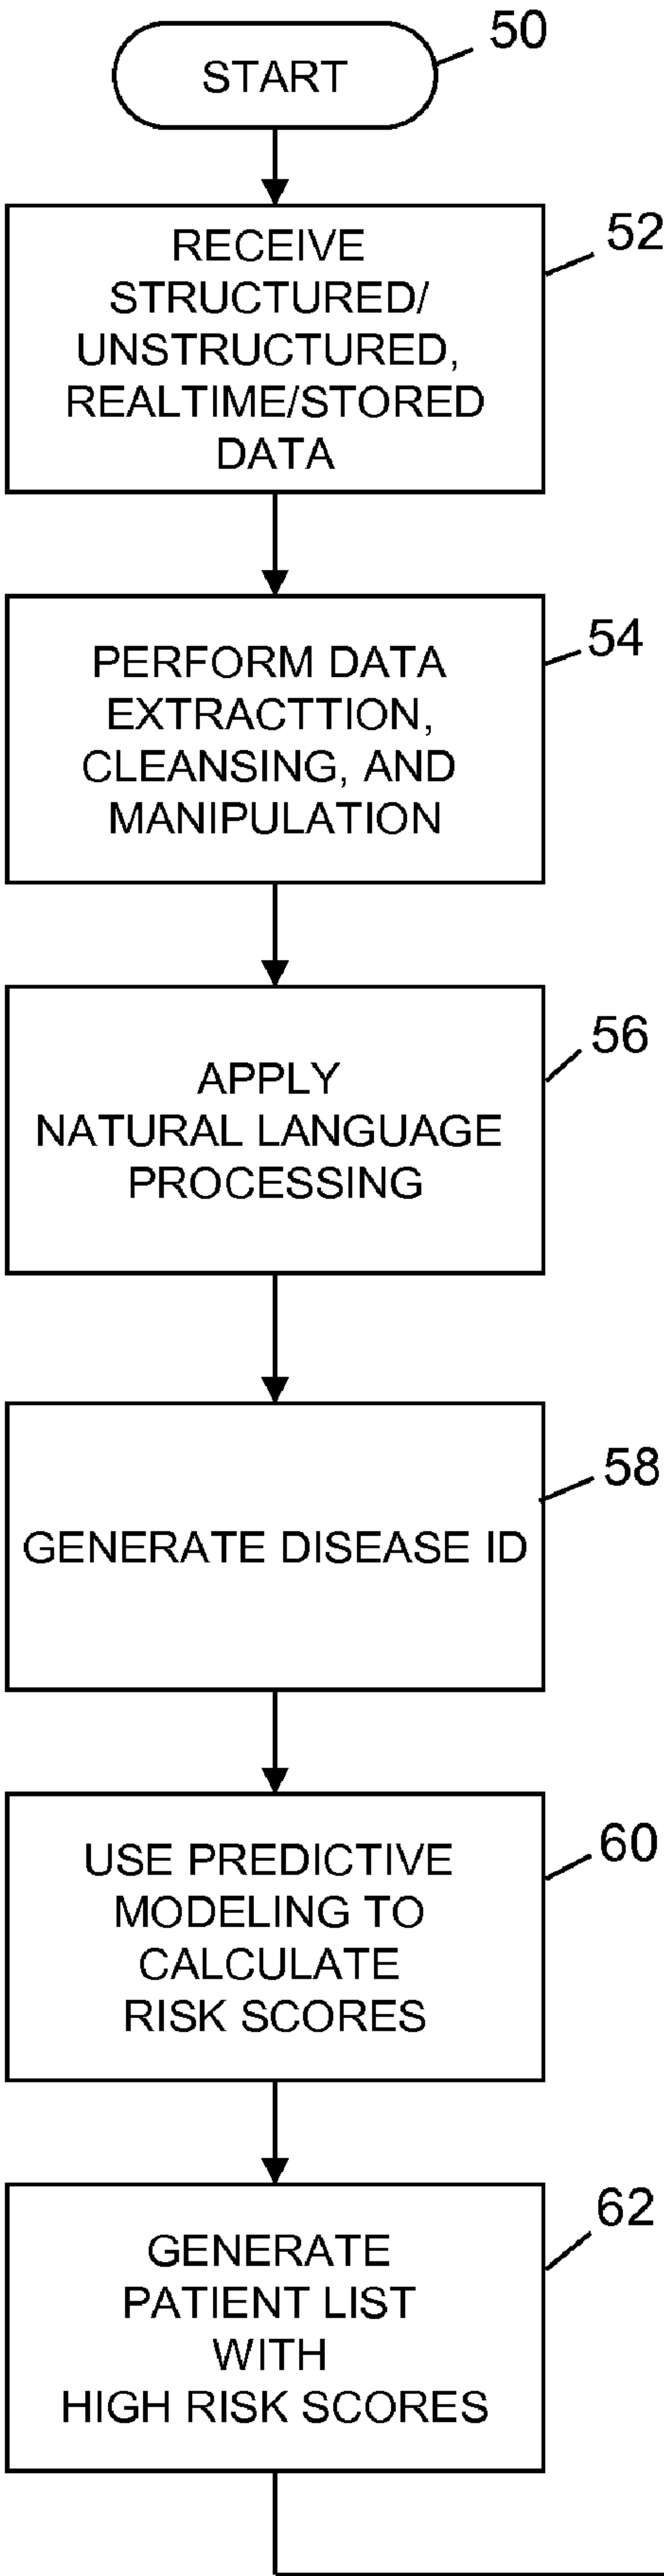 50
START
52
RECEIVE
STRUCTURED/
UNSTRUCTURED,
REALTIME/STORED
DATA
54
PERFORM DATA
EXTRACTTION,
CLEANSING, AND
MANIPULATION
56
APPLY
NATURAL LANGUAGE
PROCESSING
58
GENERATE DISEASE ID
60
USE PREDICTIVE
MODELING TO
CALCULATE
RISK SCORES
62
GENERATE
PATIENT LIST
WITH
HIGH RISK SCORES